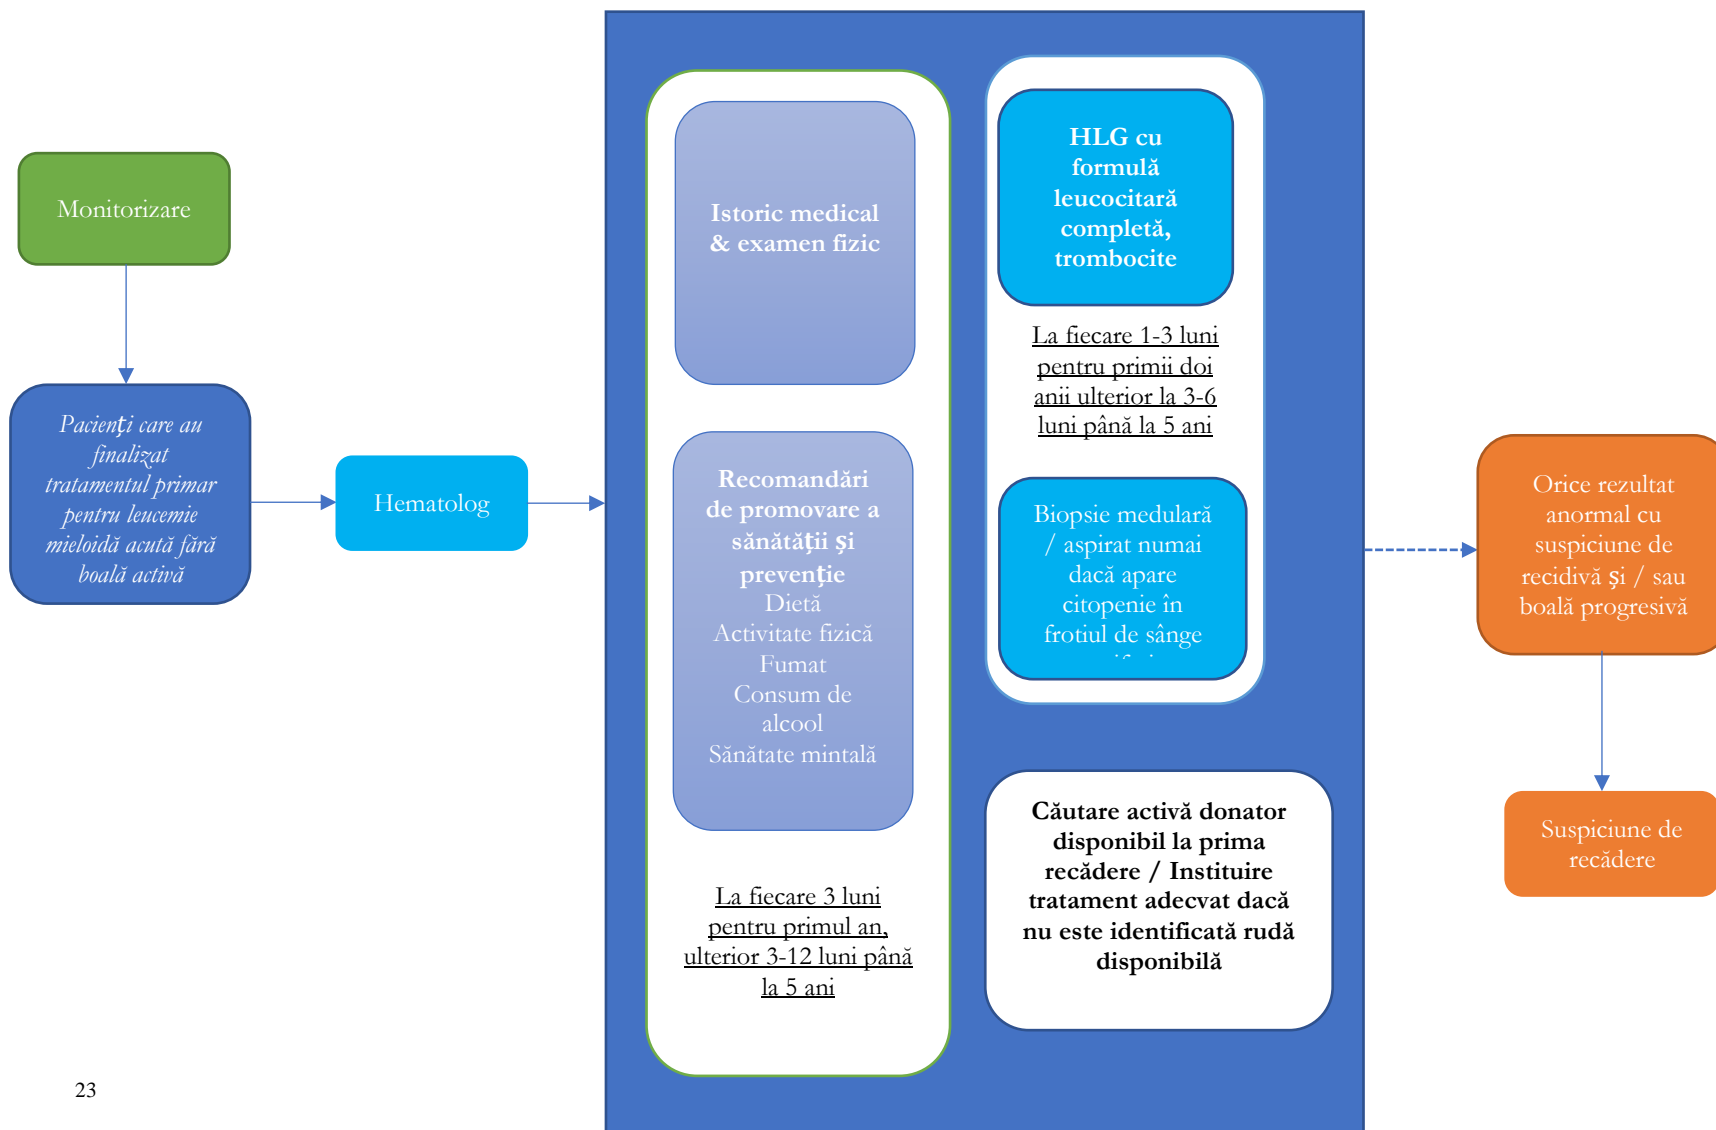 Monitorizare
Pacienți care au
finalizat
tratamentul primar
pentru leucemie
mieloidă acută fără
boală activă
Hematolog
Istoric medical
& examen fizic
Recomandări
de promovare a
sănătății și
prevenție
Dietă
Activitate fizică
Fumat
Consum de
alcool
Sănătate mintală
La fiecare 3 luni
pentru primul an,
ulterior 3-12 luni până
la 5 ani
HLG cu
formulă
leucocitară
completă,
trombocite
La fiecare 1-3 luni
pentru primii doi
anii ulterior la 3-6
luni până la 5 ani
Biopsie medulară
/ aspirat numai
dacă apare
citopenie în
frotiul de sânge
Căutare activă donator
disponibil la prima
recădere / Instituire
tratament adecvat dacă
nu este identificată rudă
disponibilă
Orice rezultat
anormal cu
suspiciune de
recidivă și / sau
boală progresivă
Suspiciune de
recădere
23